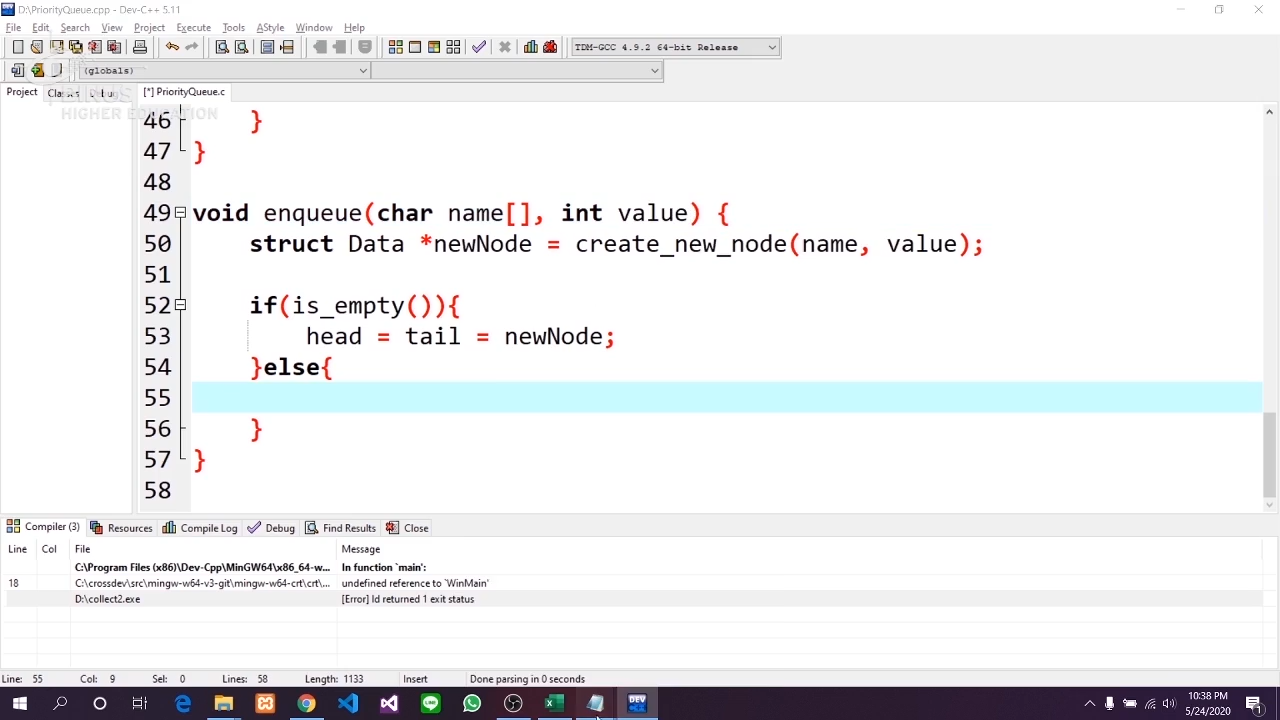 D:\PriorityQueue.cpp - Dev-C++ 5.11
File Edit Search View Project Execute Tools AStyle Window Help
TDM-GCC 4.9.2 64-bit Release
(globals)
Project Classes Debug [*] PriorityQueue.c
HIGHER EDUCATION
46 }
47 }
48
49 void enqueue(char name[], int value) {
50 struct Data *newNode = create_new_node(name, value);
51
52 if(is_empty()){
53 head = tail = newNode;
54 }else{
55
56 }
57 }
58
Compiler (3) Resources Compile Log Debug Find Results Close
Line Col File Message
C:\Program Files (x86)\Dev-Cpp\MinGW64\x86_64-w... In function `main':
18 C:\crossdev\src\mingw-w64-v3-git\mingw-w64-crt\crt\... undefined reference to `WinMain'
D:\collect2.exe [Error] ld returned 1 exit status
Line: 55 Col: 9 Sel: 0 Lines: 58 Length: 1133 Insert Done parsing in 0 seconds
DEV
10:38 PM
5/24/2020